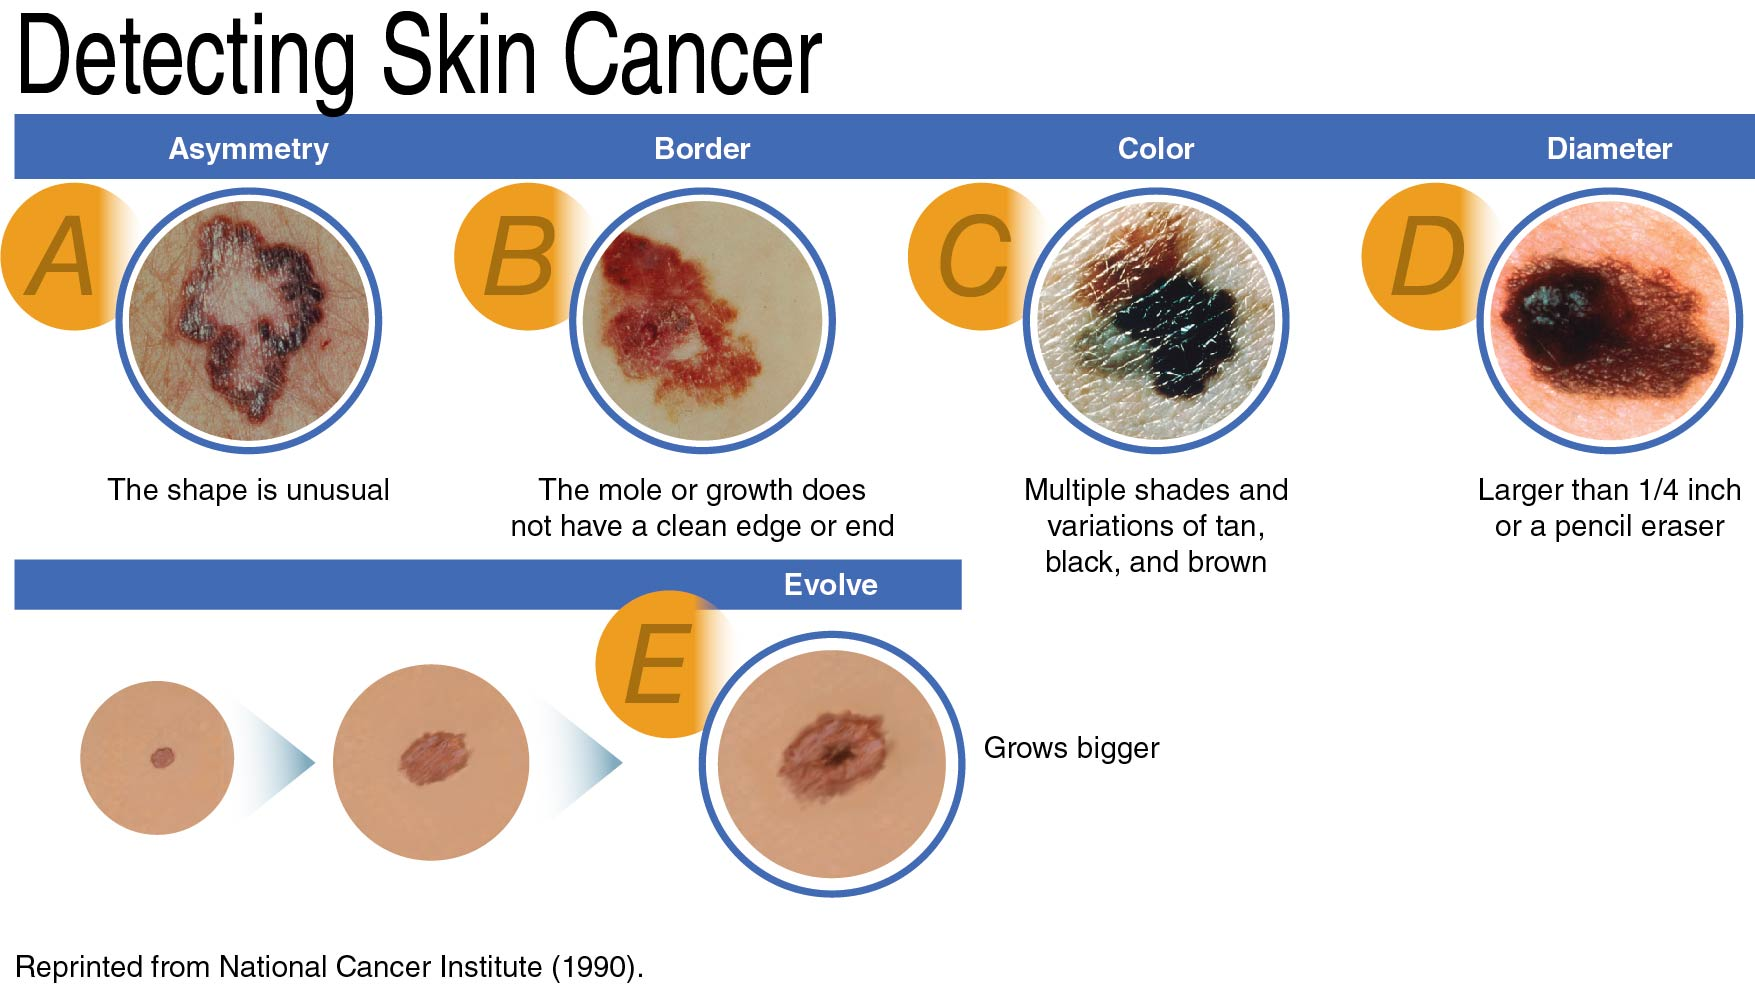 Detecting Skin Cancer
Asymmetry
Border
Color
Diameter
A
B
C
D
The shape is unusual
The mole or growth does
not have a clean edge or end
Multiple shades and
variations of tan,
black, and brown
Larger than 1/4 inch
or a pencil eraser
Evolve
E
Grows bigger
Reprinted from National Cancer Institute (1990).